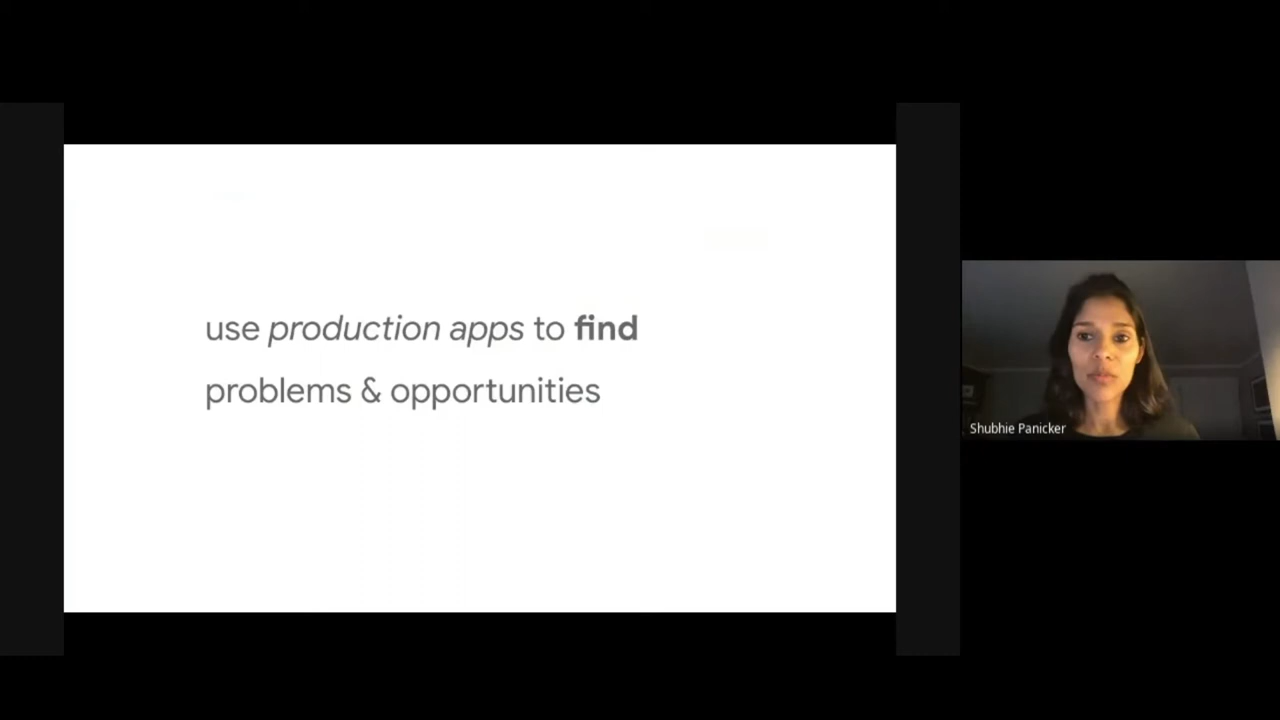 use production apps to find
problems & opportunities
Shubhie Panicker